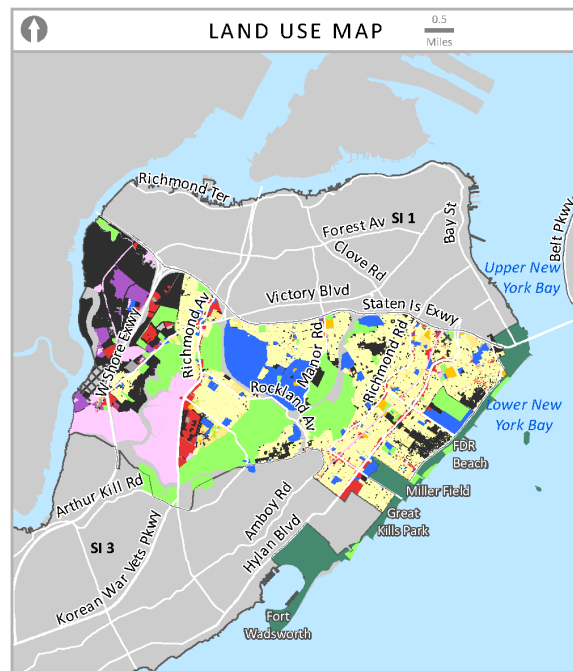 LAND USE MAP
0.5
Miles
Richmond Ter
Forest Av
SI 1
Bay St
Belt Pkwy
Clove Rd
Upper New
York Bay
Victory Blvd
Staten Is Exwy
Richmond Av
W Shore Exwy
Manor Rd
Richmond Rd
Rockland
Av
Lower New
York Bay
FDR
Beach
Miller Field
Arthur Kill Rd
Amboy Rd
Great
Kills Park
Hylan Blvd
SI 3
Korean War Vets Pkwy
Fort
Wadsworth